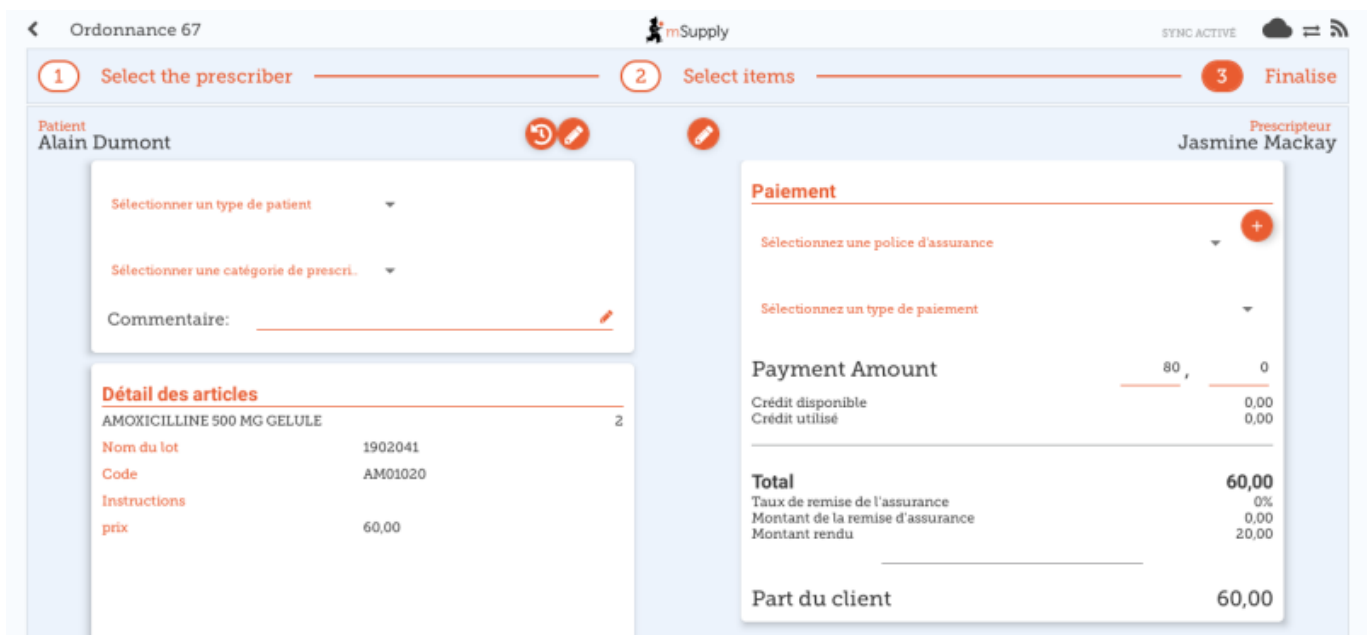 Ordonnance 67
mSupply
SYNC ACTIVÉ
1 Select the prescriber
2 Select items
3 Finalise
Patient
Alain Dumont
Prescripteur
Jasmine Mackay
Sélectionner un type de patient
Sélectionner une catégorie de prescri..
Commentaire:
Détail des articles
AMOXICILLINE 500 MG GELULE 2
Nom du lot 1902041
Code AM01020
Instructions
prix 60,00
Paiement
+
Sélectionnez une police d'assurance
Sélectionnez un type de paiement
Payment Amount 80 , 0
Crédit disponible 0,00
Crédit utilisé 0,00
Total 60,00
Taux de remise de l'assurance 0%
Montant de la remise d'assurance 0,00
Montant rendu 20,00
Part du client 60,00